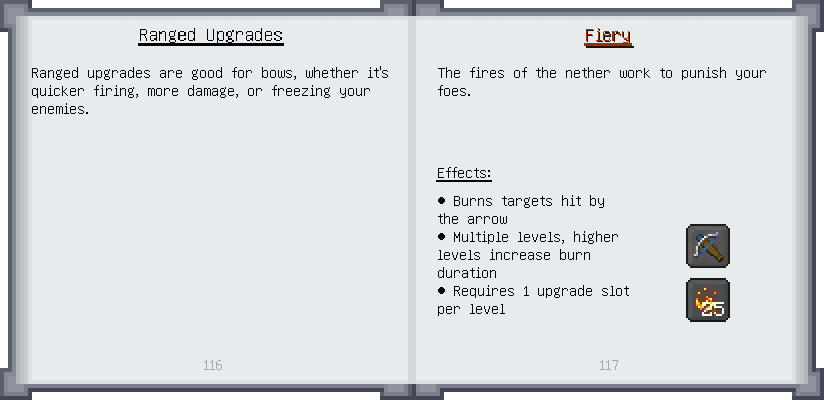 Ranged Upgrades
Ranged upgrades are good for bows, whether it's
quicker firing, more damage, or freezing your
enemies.
116
Fiery
The fires of the nether work to punish your
foes.
Effects:
• Burns targets hit by
the arrow
• Multiple levels, higher
levels increase burn
duration
• Requires 1 upgrade slot
per level
25
117